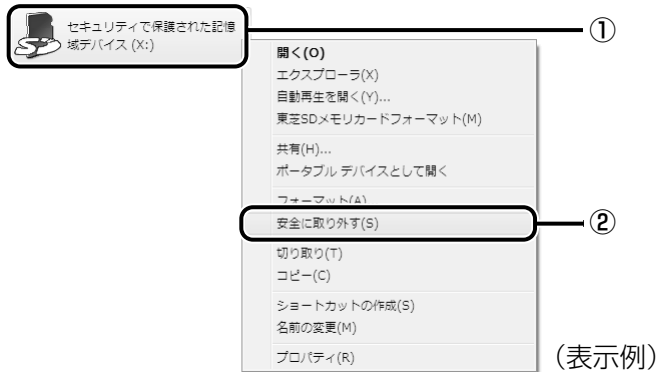 セキュリティで保護された記憶
域デバイス (X:)
①
開く(O)
エクスプローラ(X)
自動再生を開く(Y)...
東芝SDメモリカードフォーマット(M)
共有(H)...
ポータブル デバイスとして開く
フォーマット(A)
安全に取り外す(S)
②
切り取り(T)
コピー(C)
ショートカットの作成(S)
名前の変更(M)
プロパティ(R)
(表示例)